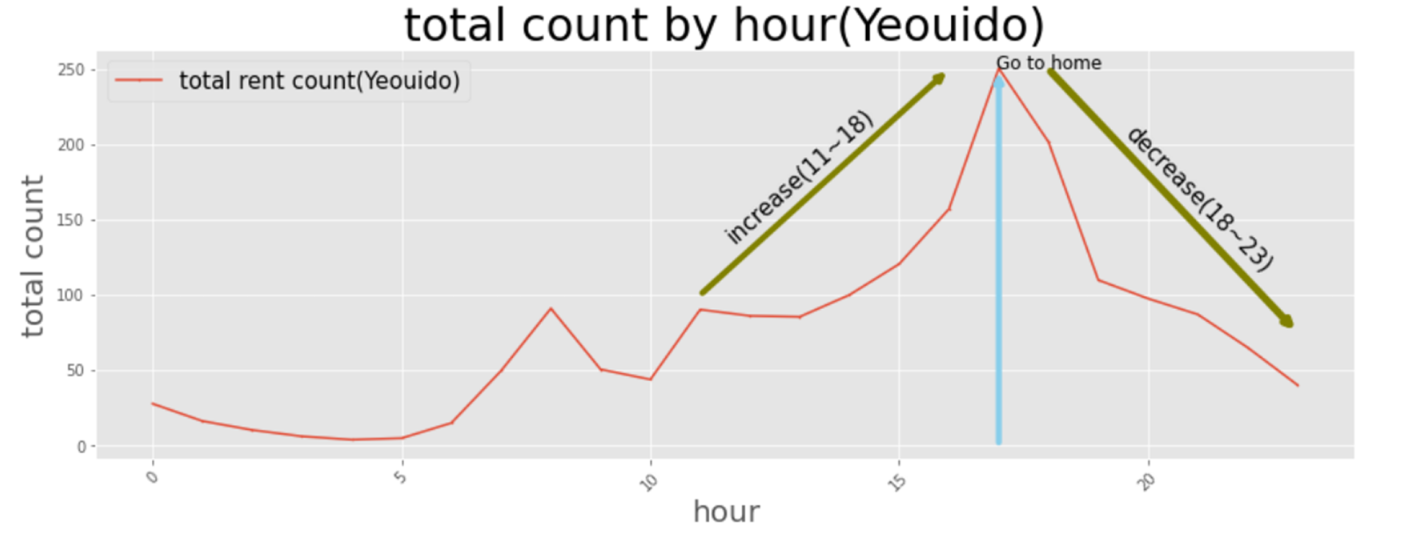 total count by hour(Yeouido)
total rent count(Yeouido)
Go to home
increase(11~18)
decrease(18~23)
total count
250
200
150
100
50
0
0
5
10
15
20
hour